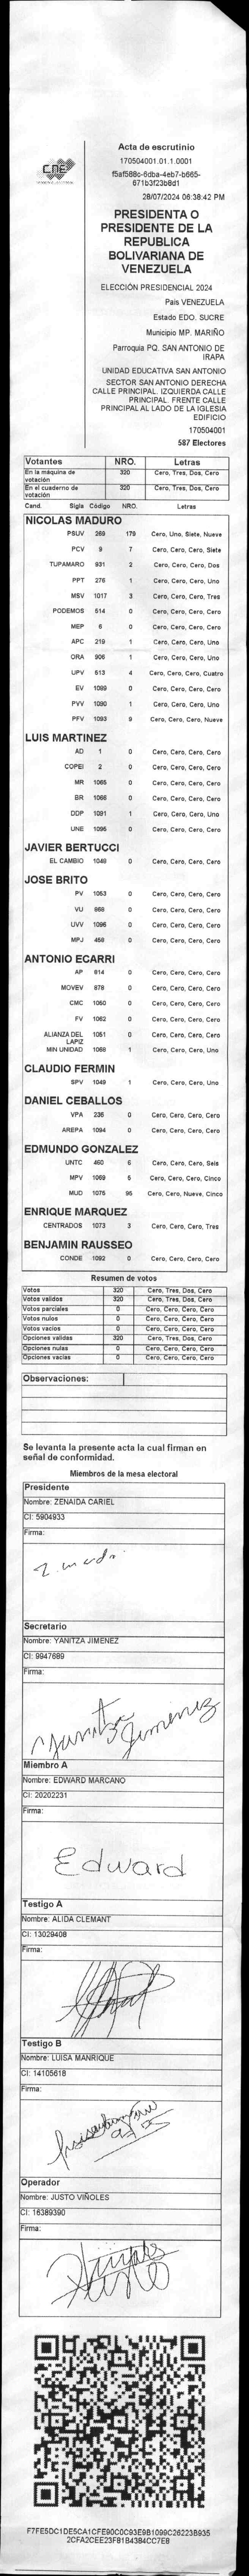 CNE
Acta de escrutinio
170504001.01.1.0001
f5af588c-6dba-4eb7-b665-
671b3f23b8d1
28/07/2024 06:38:42 PM
PRESIDENTA O
PRESIDENTE DE LA
REPUBLICA
BOLIVARIANA DE
VENEZUELA
ELECCIÓN PRESIDENCIAL 2024
Pais VENEZUELA
Estado EDO. SUCRE
Municipio MP. MARIÑO
Parroquia PQ. SAN ANTONIO DE
IRAPA
UNIDAD EDUCATIVA SAN ANTONIO
SECTOR SAN ANTONIO DERECHA
CALLE PRINCIPAL. IZQUIERDA CALLE
PRINCIPAL. FRENTE CALLE
PRINCIPAL AL LADO DE LA IGLESIA
EDIFICIO
170504001
587 Electores
Votantes NRO. Letras
En la máquina de votación 320 Cero, Tres, Dos, Cero
En el cuaderno de votación 320 Cero, Tres, Dos, Cero
Cand. Sigla Código NRO. Letras
NICOLAS MADURO
PSUV 269 179 Cero, Uno, Siete, Nueve
PCV 9 7 Cero, Cero, Cero, Siete
TUPAMARO 931 2 Cero, Cero, Cero, Dos
PPT 276 1 Cero, Cero, Cero, Uno
MSV 1017 3 Cero, Cero, Cero, Tres
PODEMOS 514 0 Cero, Cero, Cero, Cero
MEP 6 0 Cero, Cero, Cero, Cero
APC 219 1 Cero, Cero, Cero, Uno
ORA 906 1 Cero, Cero, Cero, Uno
UPV 513 4 Cero, Cero, Cero, Cuatro
EV 1099 0 Cero, Cero, Cero, Cero
PVV 1090 1 Cero, Cero, Cero, Uno
PFV 1093 9 Cero, Cero, Cero, Nueve
LUIS MARTINEZ
AD 1 0 Cero, Cero, Cero, Cero
COPEI 2 0 Cero, Cero, Cero, Cero
MR 1065 0 Cero, Cero, Cero, Cero
BR 1066 0 Cero, Cero, Cero, Cero
DDP 1091 1 Cero, Cero, Cero, Uno
UNE 1095 0 Cero, Cero, Cero, Cero
JAVIER BERTUCCI
EL CAMBIO 1049 0 Cero, Cero, Cero, Cero
JOSE BRITO
PV 1053 0 Cero, Cero, Cero, Cero
VU 868 0 Cero, Cero, Cero, Cero
UVV 1096 0 Cero, Cero, Cero, Cero
MPJ 458 0 Cero, Cero, Cero, Cero
ANTONIO ECARRI
AP 814 0 Cero, Cero, Cero, Cero
MOVEV 878 0 Cero, Cero, Cero, Cero
CMC 1050 0 Cero, Cero, Cero, Cero
FV 1062 0 Cero, Cero, Cero, Cero
ALIANZA DEL LAPIZ 1051 0 Cero, Cero, Cero, Cero
MIN UNIDAD 1068 1 Cero, Cero, Cero, Uno
CLAUDIO FERMIN
SPV 1049 1 Cero, Cero, Cero, Uno
DANIEL CEBALLOS
VPA 236 0 Cero, Cero, Cero, Cero
AREPA 1094 0 Cero, Cero, Cero, Cero
EDMUNDO GONZALEZ
UNTC 460 6 Cero, Cero, Cero, Seis
MPV 1069 5 Cero, Cero, Cero, Cinco
MUD 1075 95 Cero, Cero, Nueve, Cinco
ENRIQUE MARQUEZ
CENTRADOS 1073 3 Cero, Cero, Cero, Tres
BENJAMIN RAUSSEO
CONDE 1092 0 Cero, Cero, Cero, Cero
Resumen de votos
Votos 320 Cero, Tres, Dos, Cero
Votos validos 320 Cero, Tres, Dos, Cero
Votos parciales 0 Cero, Cero, Cero, Cero
Votos nulos 0 Cero, Cero, Cero, Cero
Votos vacíos 0 Cero, Cero, Cero, Cero
Opciones validas 320 Cero, Tres, Dos, Cero
Opciones nulas 0 Cero, Cero, Cero, Cero
Opciones vacías 0 Cero, Cero, Cero, Cero
Observaciones:
Se levanta la presente acta la cual firman en
señal de conformidad.
Miembros de la mesa electoral
Presidente
Nombre: ZENAIDA CARIEL
CI: 5904933
Firma:
Secretario
Nombre: YANITZA JIMENEZ
CI: 9947689
Firma:
Yanitza Jimenez
Miembro A
Nombre: EDWARD MARCANO
CI: 20202231
Firma:
Edward
Testigo A
Nombre: ALIDA CLEMANT
CI: 13029408
Firma:
Testigo B
Nombre: LUISA MANRIQUE
CI: 14105618
Firma:
Operador
Nombre: JUSTO VIÑOLES
CI: 16389390
Firma:
F7FE5DC1DE5CA1CFE90C0C93E9B1099C26223B935
2CFA2CEE23F81B4384CC7E8